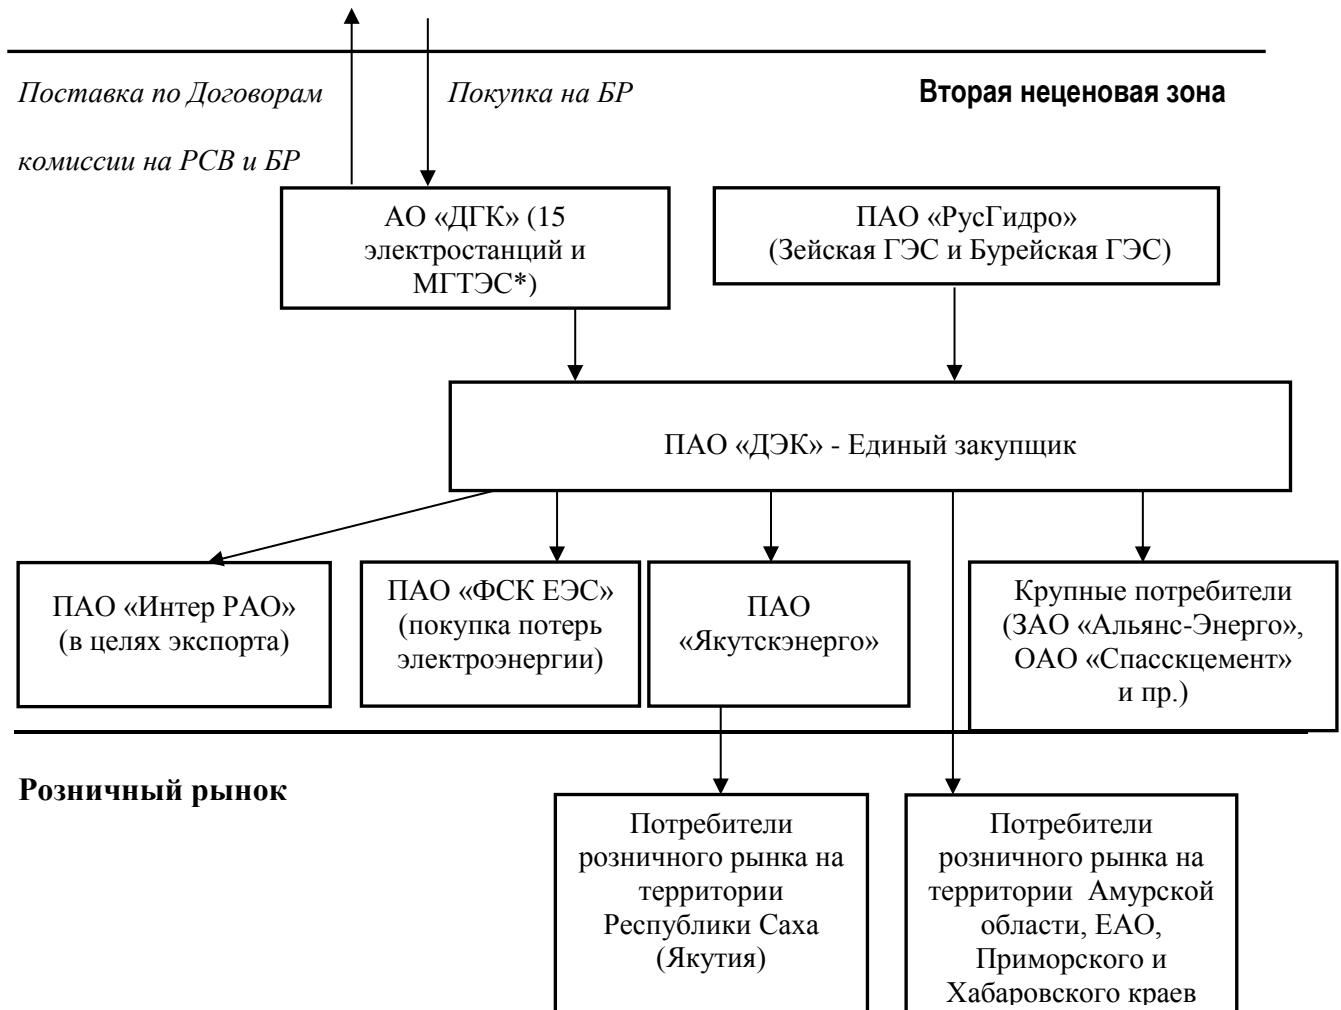 Поставка по Договорам
комиссии на РСВ и БР
Покупка на БР
Вторая неценовая зона
АО «ДГК» (15
электростанций и
МГТЭС*)
ПАО «РусГидро»
(Зейская ГЭС и Бурейская ГЭС)
ПАО «ДЭК» - Единый закупщик
ПАО «Интер РАО»
(в целях экспорта)
ПАО «ФСК ЕЭС»
(покупка потерь
электроэнергии)
ПАО
«Якутскэнерго»
Крупные потребители
(ЗАО «Альянс-Энерго»,
ОАО «Спасскцемент»
и пр.)
Розничный рынок
Потребители
розничного рынка на
территории
Республики Саха
(Якутия)
Потребители
розничного рынка на
территории Амурской
области, ЕАО,
Приморского и
Хабаровского краев